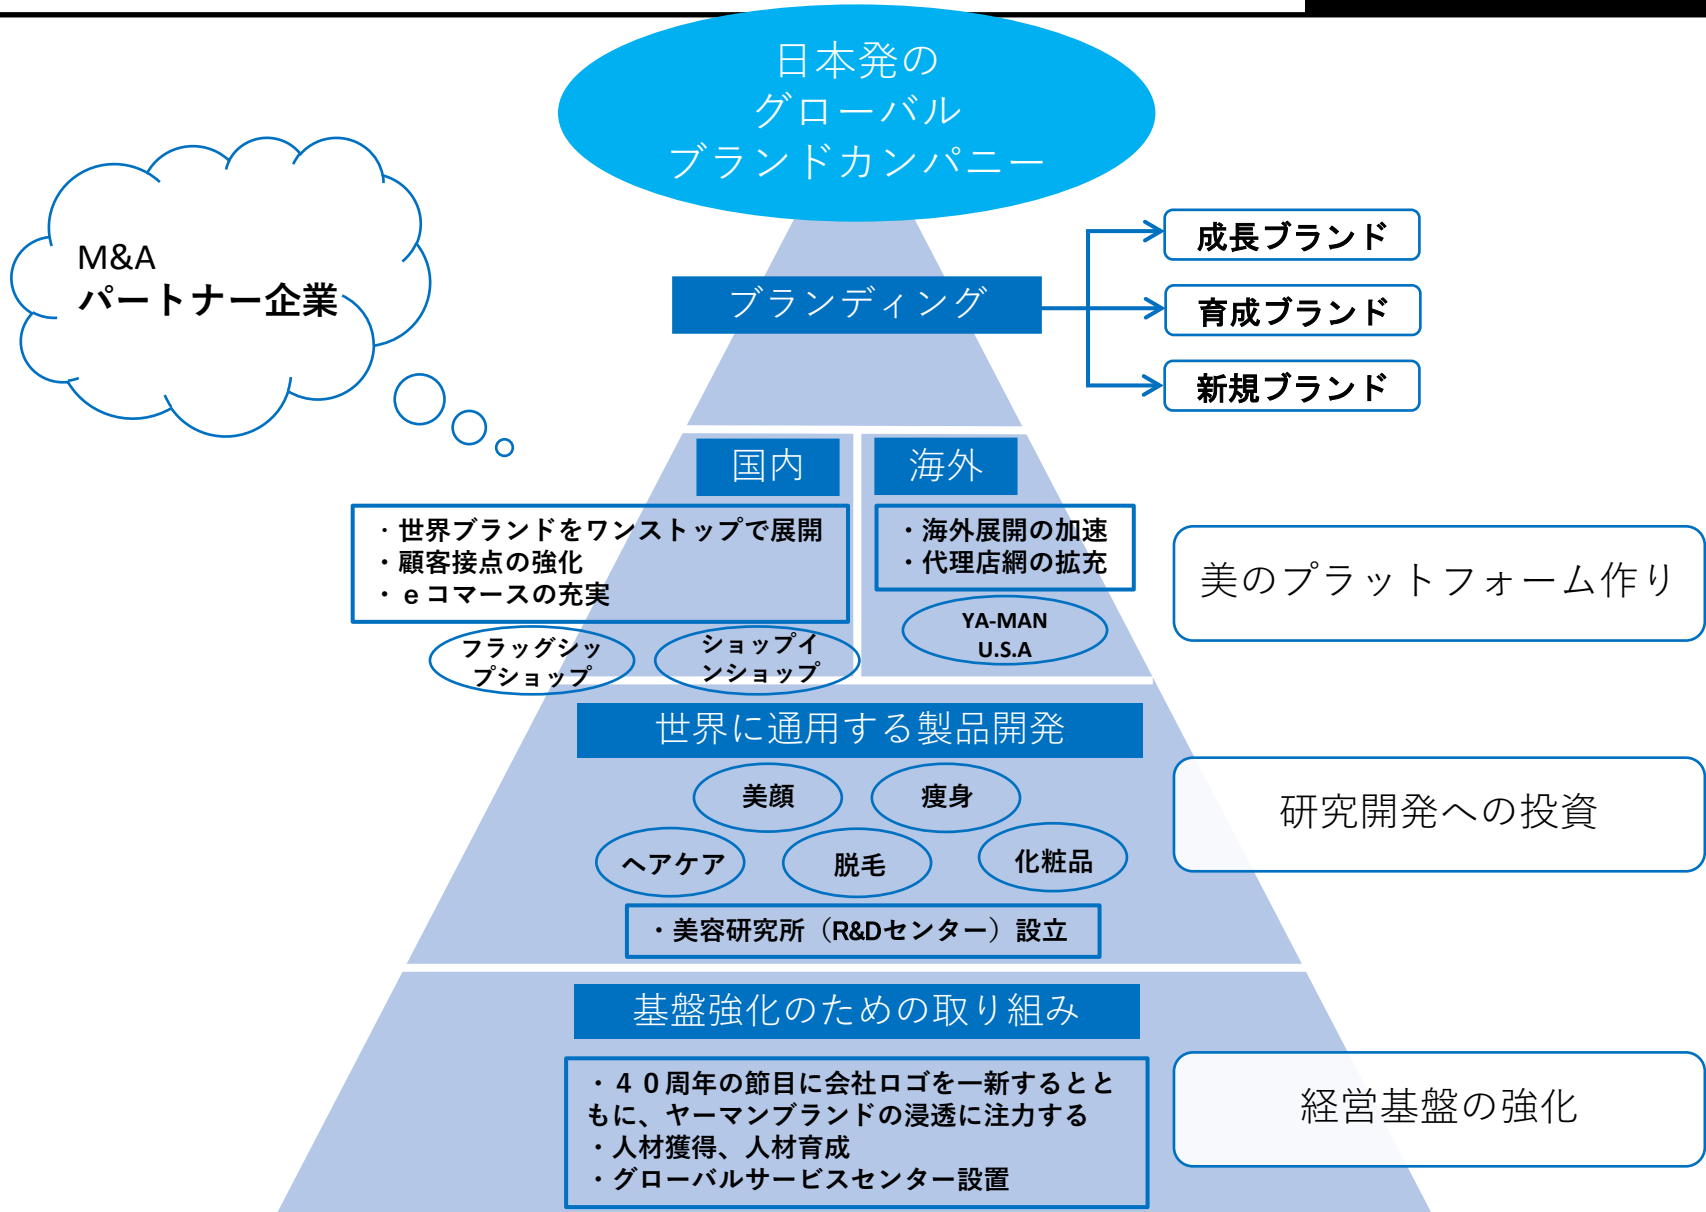 日本発の
グローバル
ブランドカンパニー
M&A
パートナー企業
ブランディング
成長ブランド
育成ブランド
新規ブランド
国内
海外
・世界ブランドをワンストップで展開
・顧客接点の強化
・ｅコマースの充実
・海外展開の加速
・代理店網の拡充
フラッグシッ
プショップ
ショップイ
ンショップ
YA-MAN
U.S.A
美のプラットフォーム作り
世界に通用する製品開発
美顔
痩身
ヘアケア
脱毛
化粧品
・美容研究所（R&Dセンター）設立
研究開発への投資
基盤強化のための取り組み
・４０周年の節目に会社ロゴを一新するとと
もに、ヤーマンブランドの浸透に注力する
・人材獲得、人材育成
・グローバルサービスセンター設置
経営基盤の強化